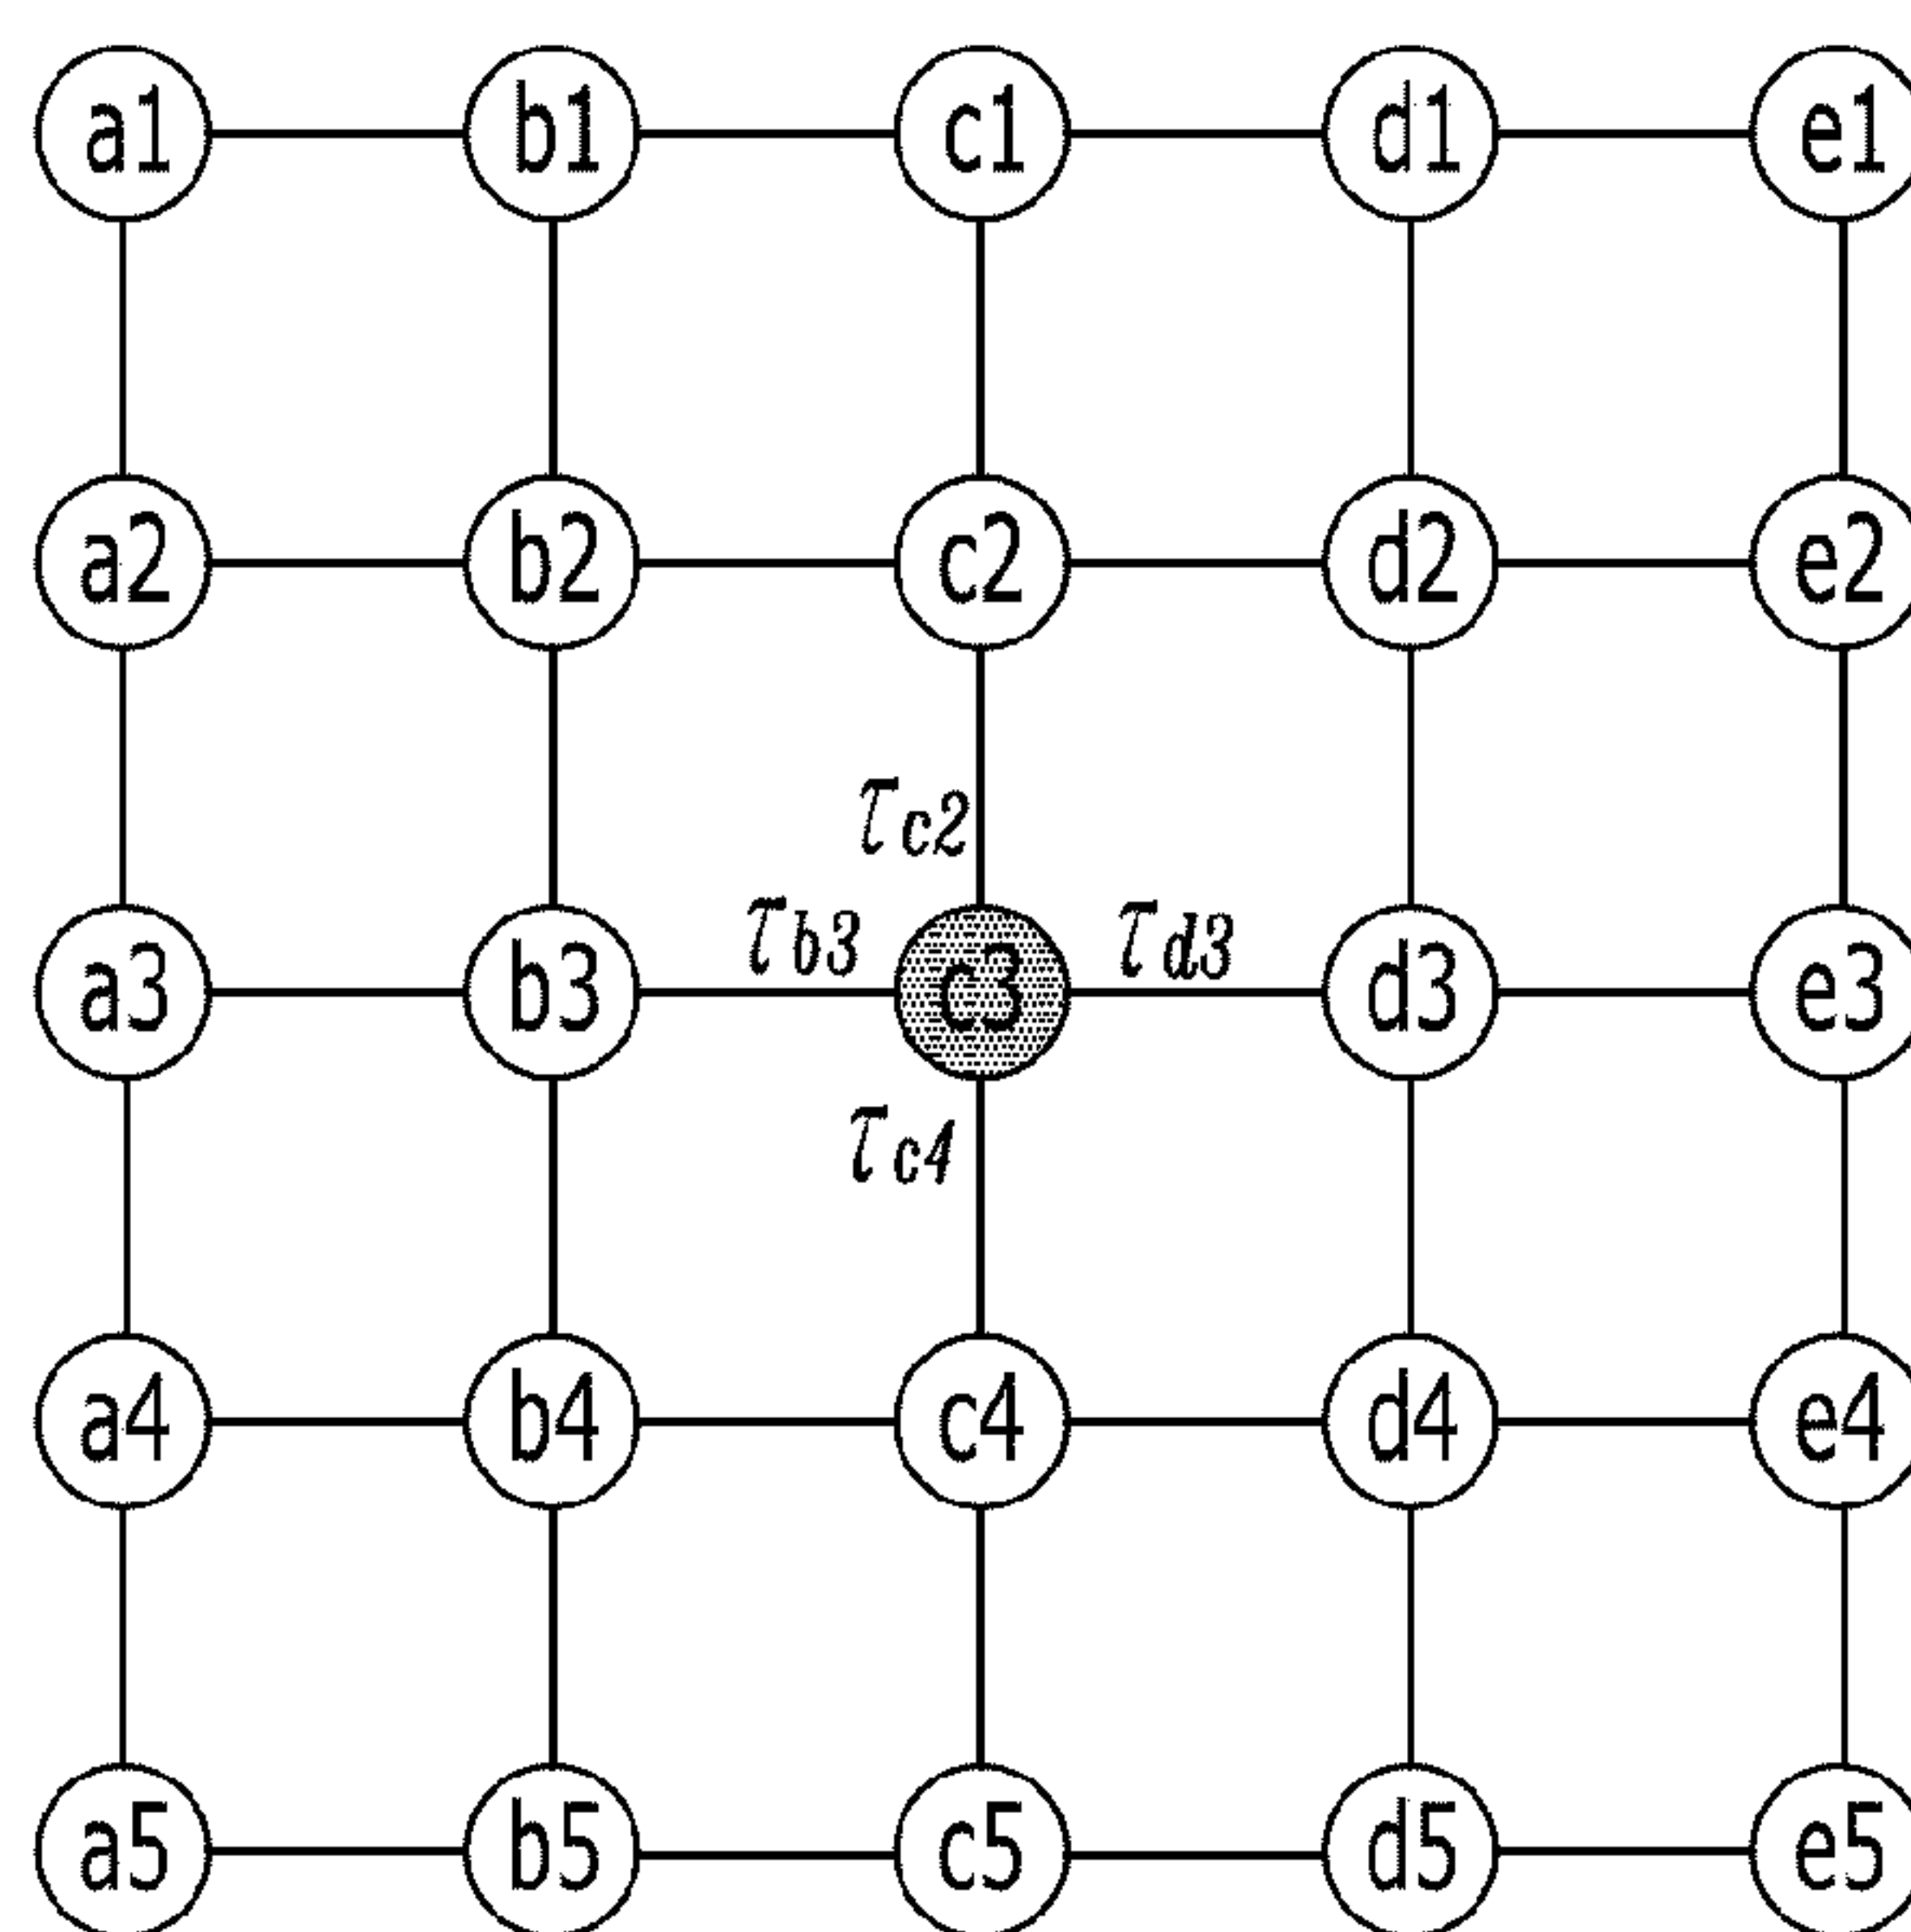 a1 b1 c1 d1 e1
a2 b2 c2 d2 e2
τc2
τb3 τd3
a3 b3 c3 d3 e3
τc4
a4 b4 c4 d4 e4
a5 b5 c5 d5 e5